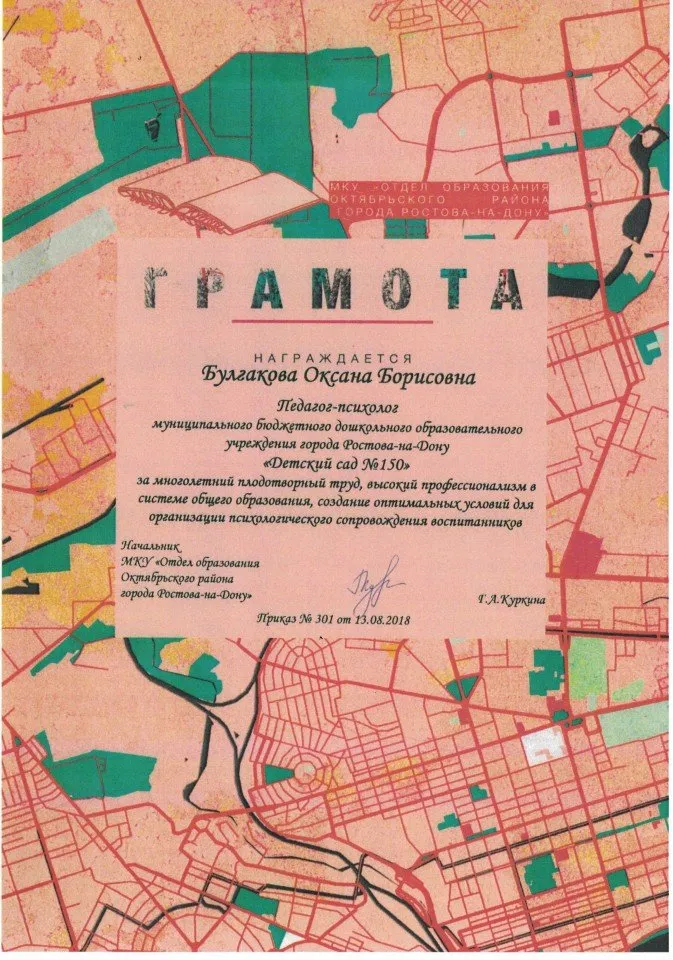 МКУ «ОТДЕЛ ОБРАЗОВАНИЯ
ОКТЯБРЬСКОГО РАЙОНА
ГОРОДА РОСТОВА-НА-ДОНУ»
ГРАМОТА
НАГРАЖДАЕТСЯ
Булгакова Оксана Борисовна
Педагог-психолог
муниципального бюджетного дошкольного образовательного
учреждения города Ростова-на-Дону
«Детский сад №150»
за многолетний плодотворный труд, высокий профессионализм в
системе общего образования, создание оптимальных условий для
организации психологического сопровождения воспитанников
Начальник
МКУ «Отдел образования
Октябрьского района
города Ростова-на-Дону»
Г.А.Куркина
Приказ № 301 от 13.08.2018